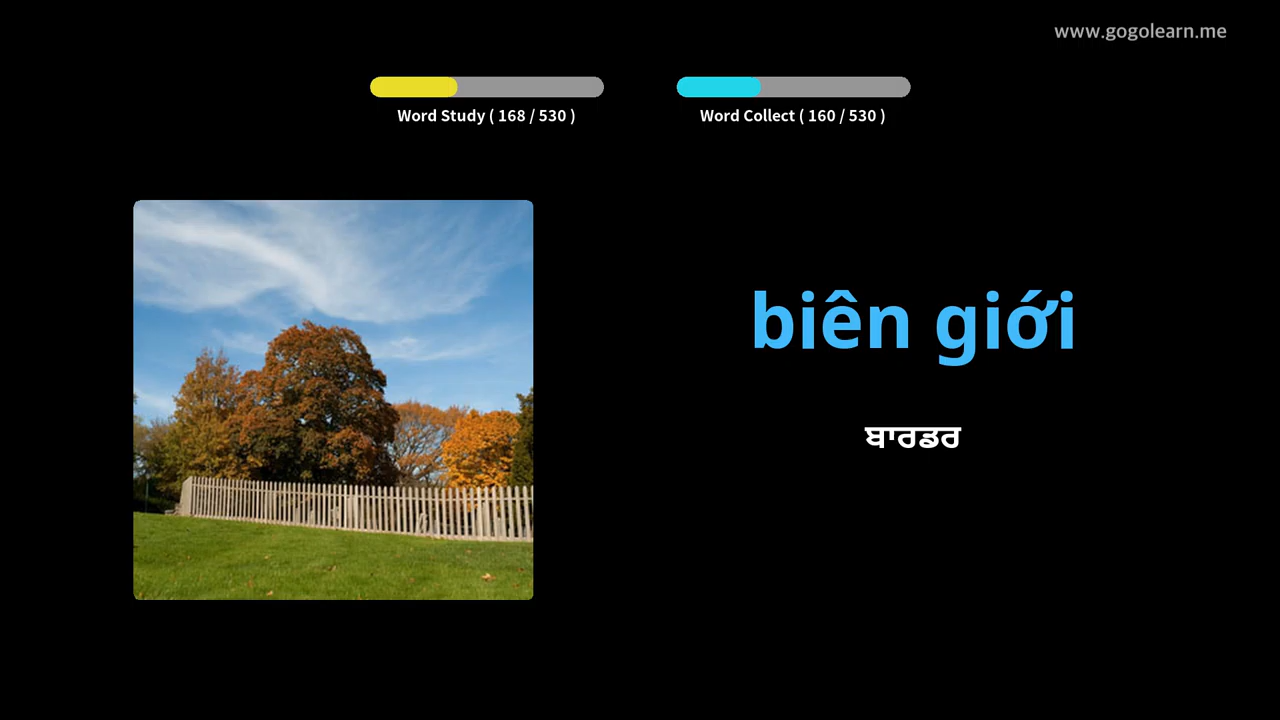 www.gogolearn.me
Word Study ( 168 / 530 )
Word Collect ( 160 / 530 )
biên giới
ਬਾਰਡਰ